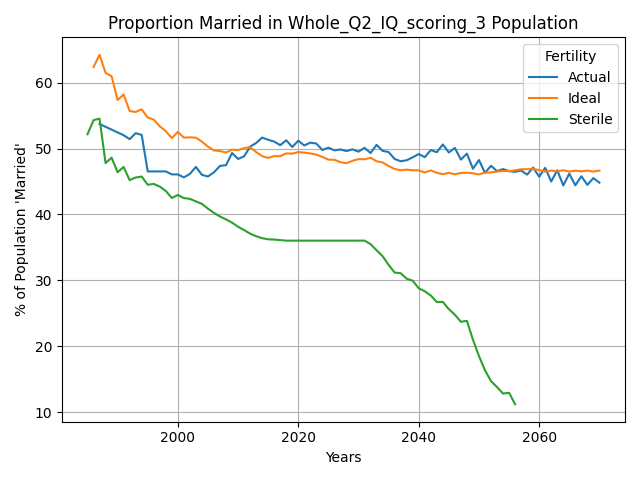 Proportion Married in Whole_Q2_IQ_scoring_3 Population
Fertility
Actual
Ideal
Sterile
% of Population 'Married'
60
50
40
30
20
10
2000
2020
2040
2060
Years